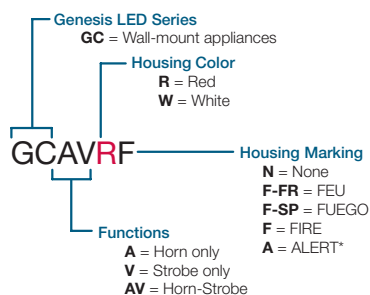 Genesis LED Series
GC = Wall-mount appliances
Housing Color
R = Red
W = White
GCAVRF
Housing Marking
N = None
F-FR = FEU
F-SP = FUEGO
F = FIRE
A = ALERT*
Functions
A = Horn only
V = Strobe only
AV = Horn-Strobe